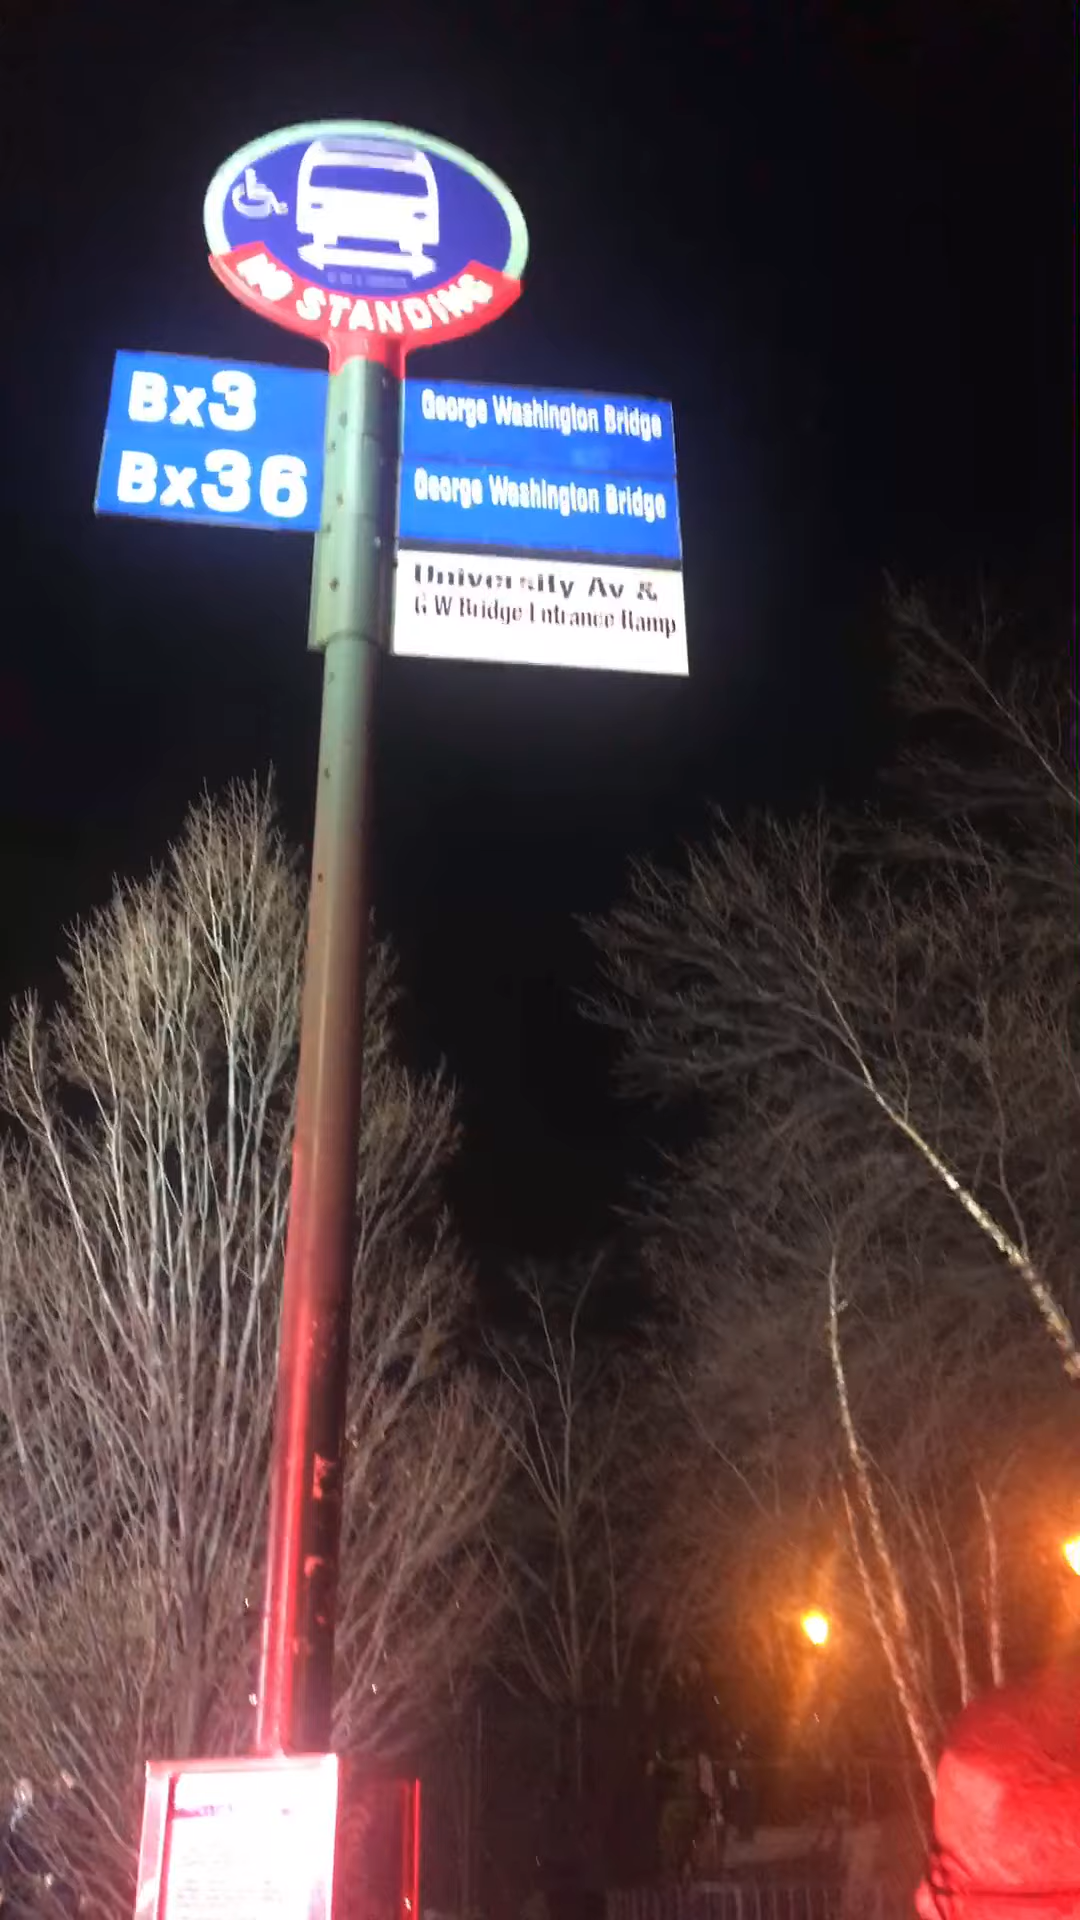 NO STANDING
Bx3
George Washington Bridge
Bx36
George Washington Bridge
University Av &
G W Bridge Entrance Ramp